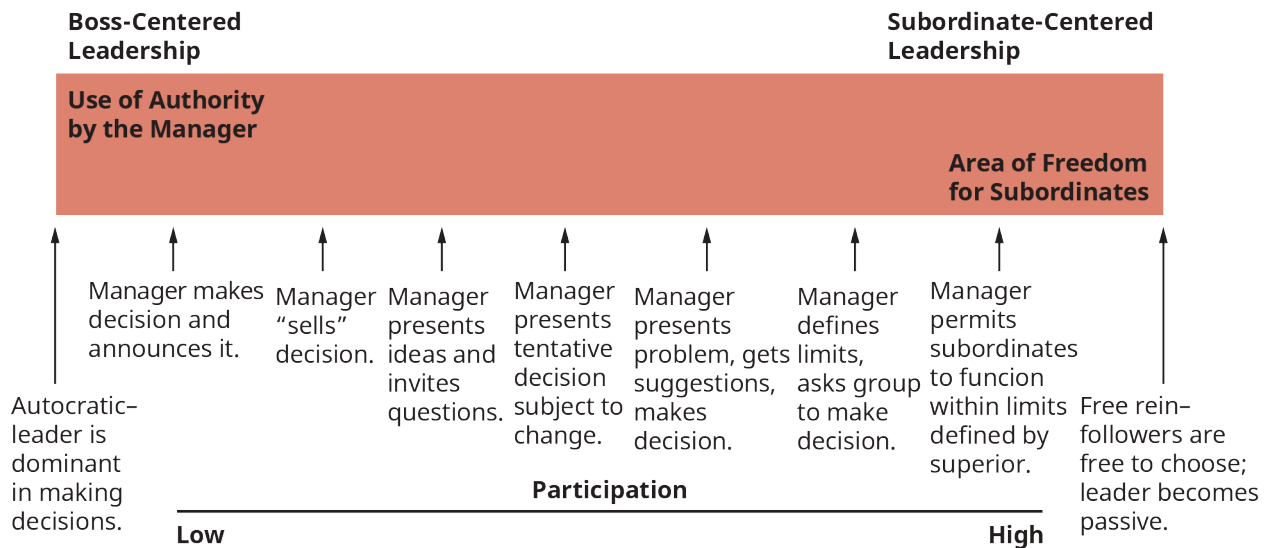 Boss-Centered
Leadership
Subordinate-Centered
Leadership
Use of Authority
by the Manager
Area of Freedom
for Subordinates
Autocratic–
leader is
dominant
in making
decisions.
Manager makes
decision and
announces it.
Manager
“sells”
decision.
Manager
presents
ideas and
invites
questions.
Manager
presents
tentative
decision
subject to
change.
Manager
presents
problem, gets
suggestions,
makes
decision.
Manager
defines
limits,
asks group
to make
decision.
Manager
permits
subordinates
to funcion
within limits
defined by
superior.
Free rein–
followers are
free to choose;
leader becomes
passive.
Participation
Low
High